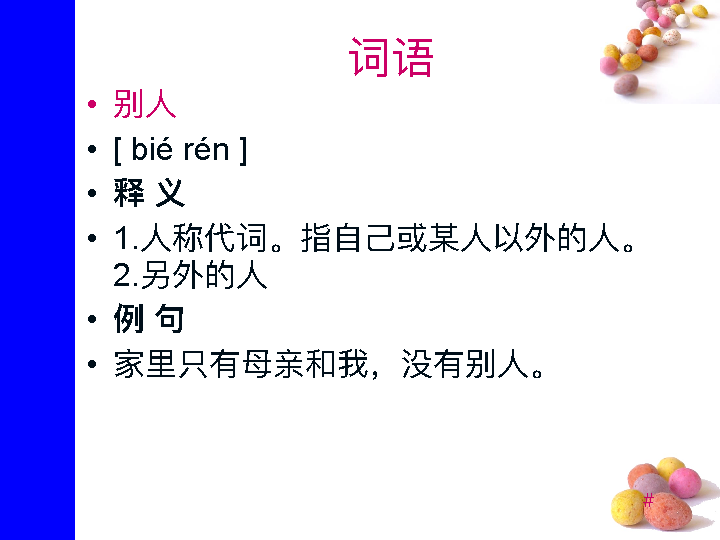 词语
• 别人
• [ bié rén ]
• 释 义
• 1.人称代词。指自己或某人以外的人。
2.另外的人
• 例 句
• 家里只有母亲和我，没有别人。
#